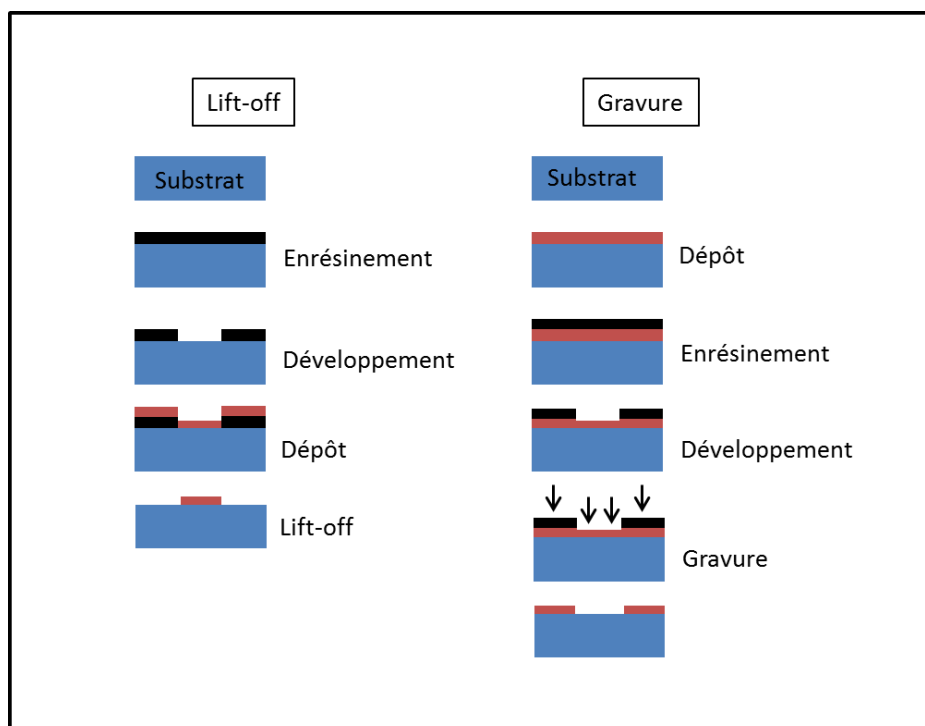 Lift-off
Substrat
Enrésinement
Développement
Dépôt
Lift-off
Gravure
Substrat
Dépôt
Enrésinement
Développement
Gravure